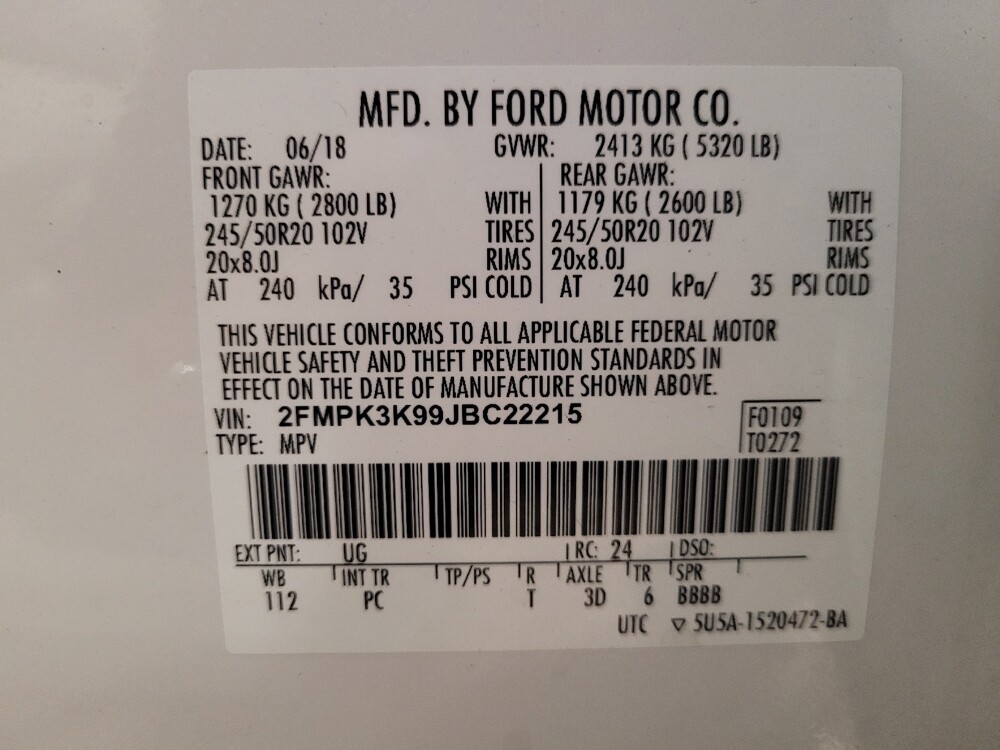 MFD. BY FORD MOTOR CO.
DATE: 06/18 GVWR: 2413 KG ( 5320 LB)
FRONT GAWR: REAR GAWR:
1270 KG ( 2800 LB) WITH 1179 KG ( 2600 LB) WITH
245/50R20 102V TIRES 245/50R20 102V TIRES
20x8.0J RIMS 20x8.0J RIMS
AT 240 kPa/ 35 PSI COLD AT 240 kPa/ 35 PSI COLD
THIS VEHICLE CONFORMS TO ALL APPLICABLE FEDERAL MOTOR
VEHICLE SAFETY AND THEFT PREVENTION STANDARDS IN
EFFECT ON THE DATE OF MANUFACTURE SHOWN ABOVE.
VIN: 2FMPK3K99JBC22215 F0109
TYPE: MPV T0272
EXT PNT: UG RC: 24 DSO:
WB INT TR TP/PS R AXLE TR SPR
112 PC T 3D 6 BBBB
UTC ▽ 5U5A-1520472-BA